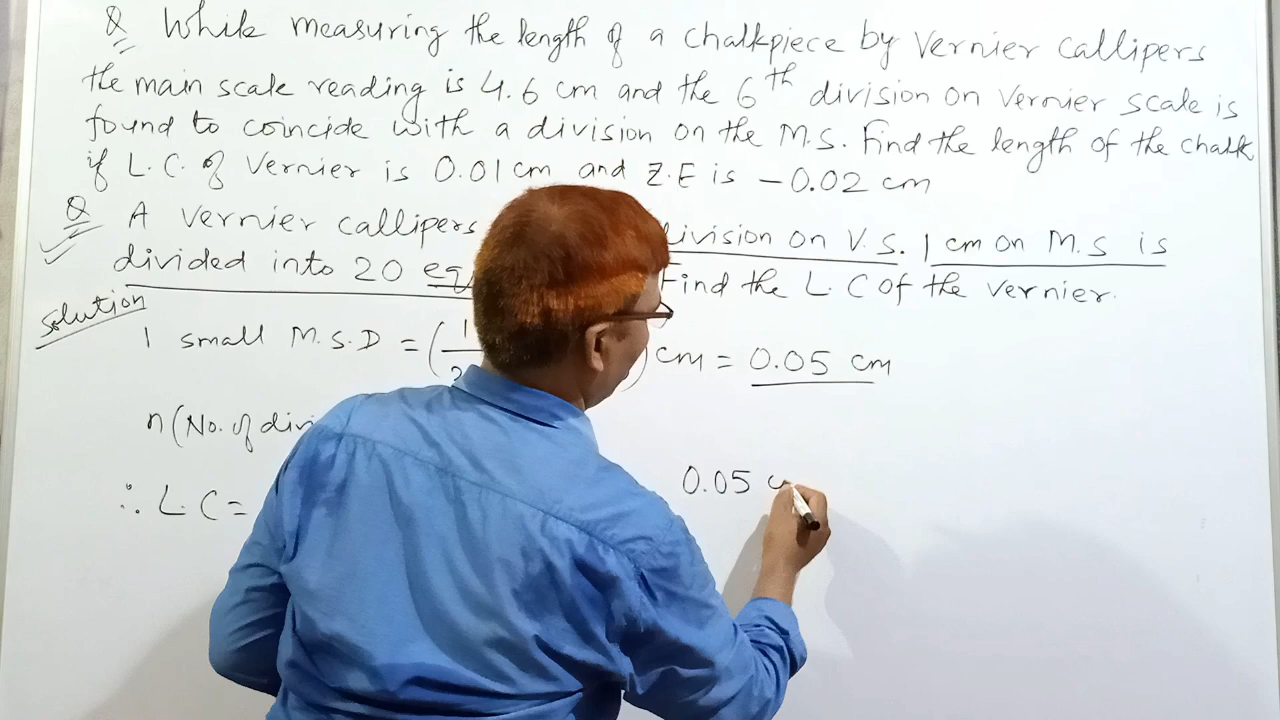 Q While measuring the length of a chalkpiece by Vernier Callipers
the main scale reading is 4.6 cm and the 6th division on Vernier scale is
found to coincide with a division on the M.S. Find the length of the chalk
if L.C. of Vernier is 0.01 cm and Z.E is -0.02 cm
Q A Vernier callipers division on V.S. 1 cm on M.S is
divided into 20 Find the L.C of the vernier.
Solution
1 small M.S.D = (1 ) cm = 0.05 cm
n (No. of
∴ L.C = 0.05